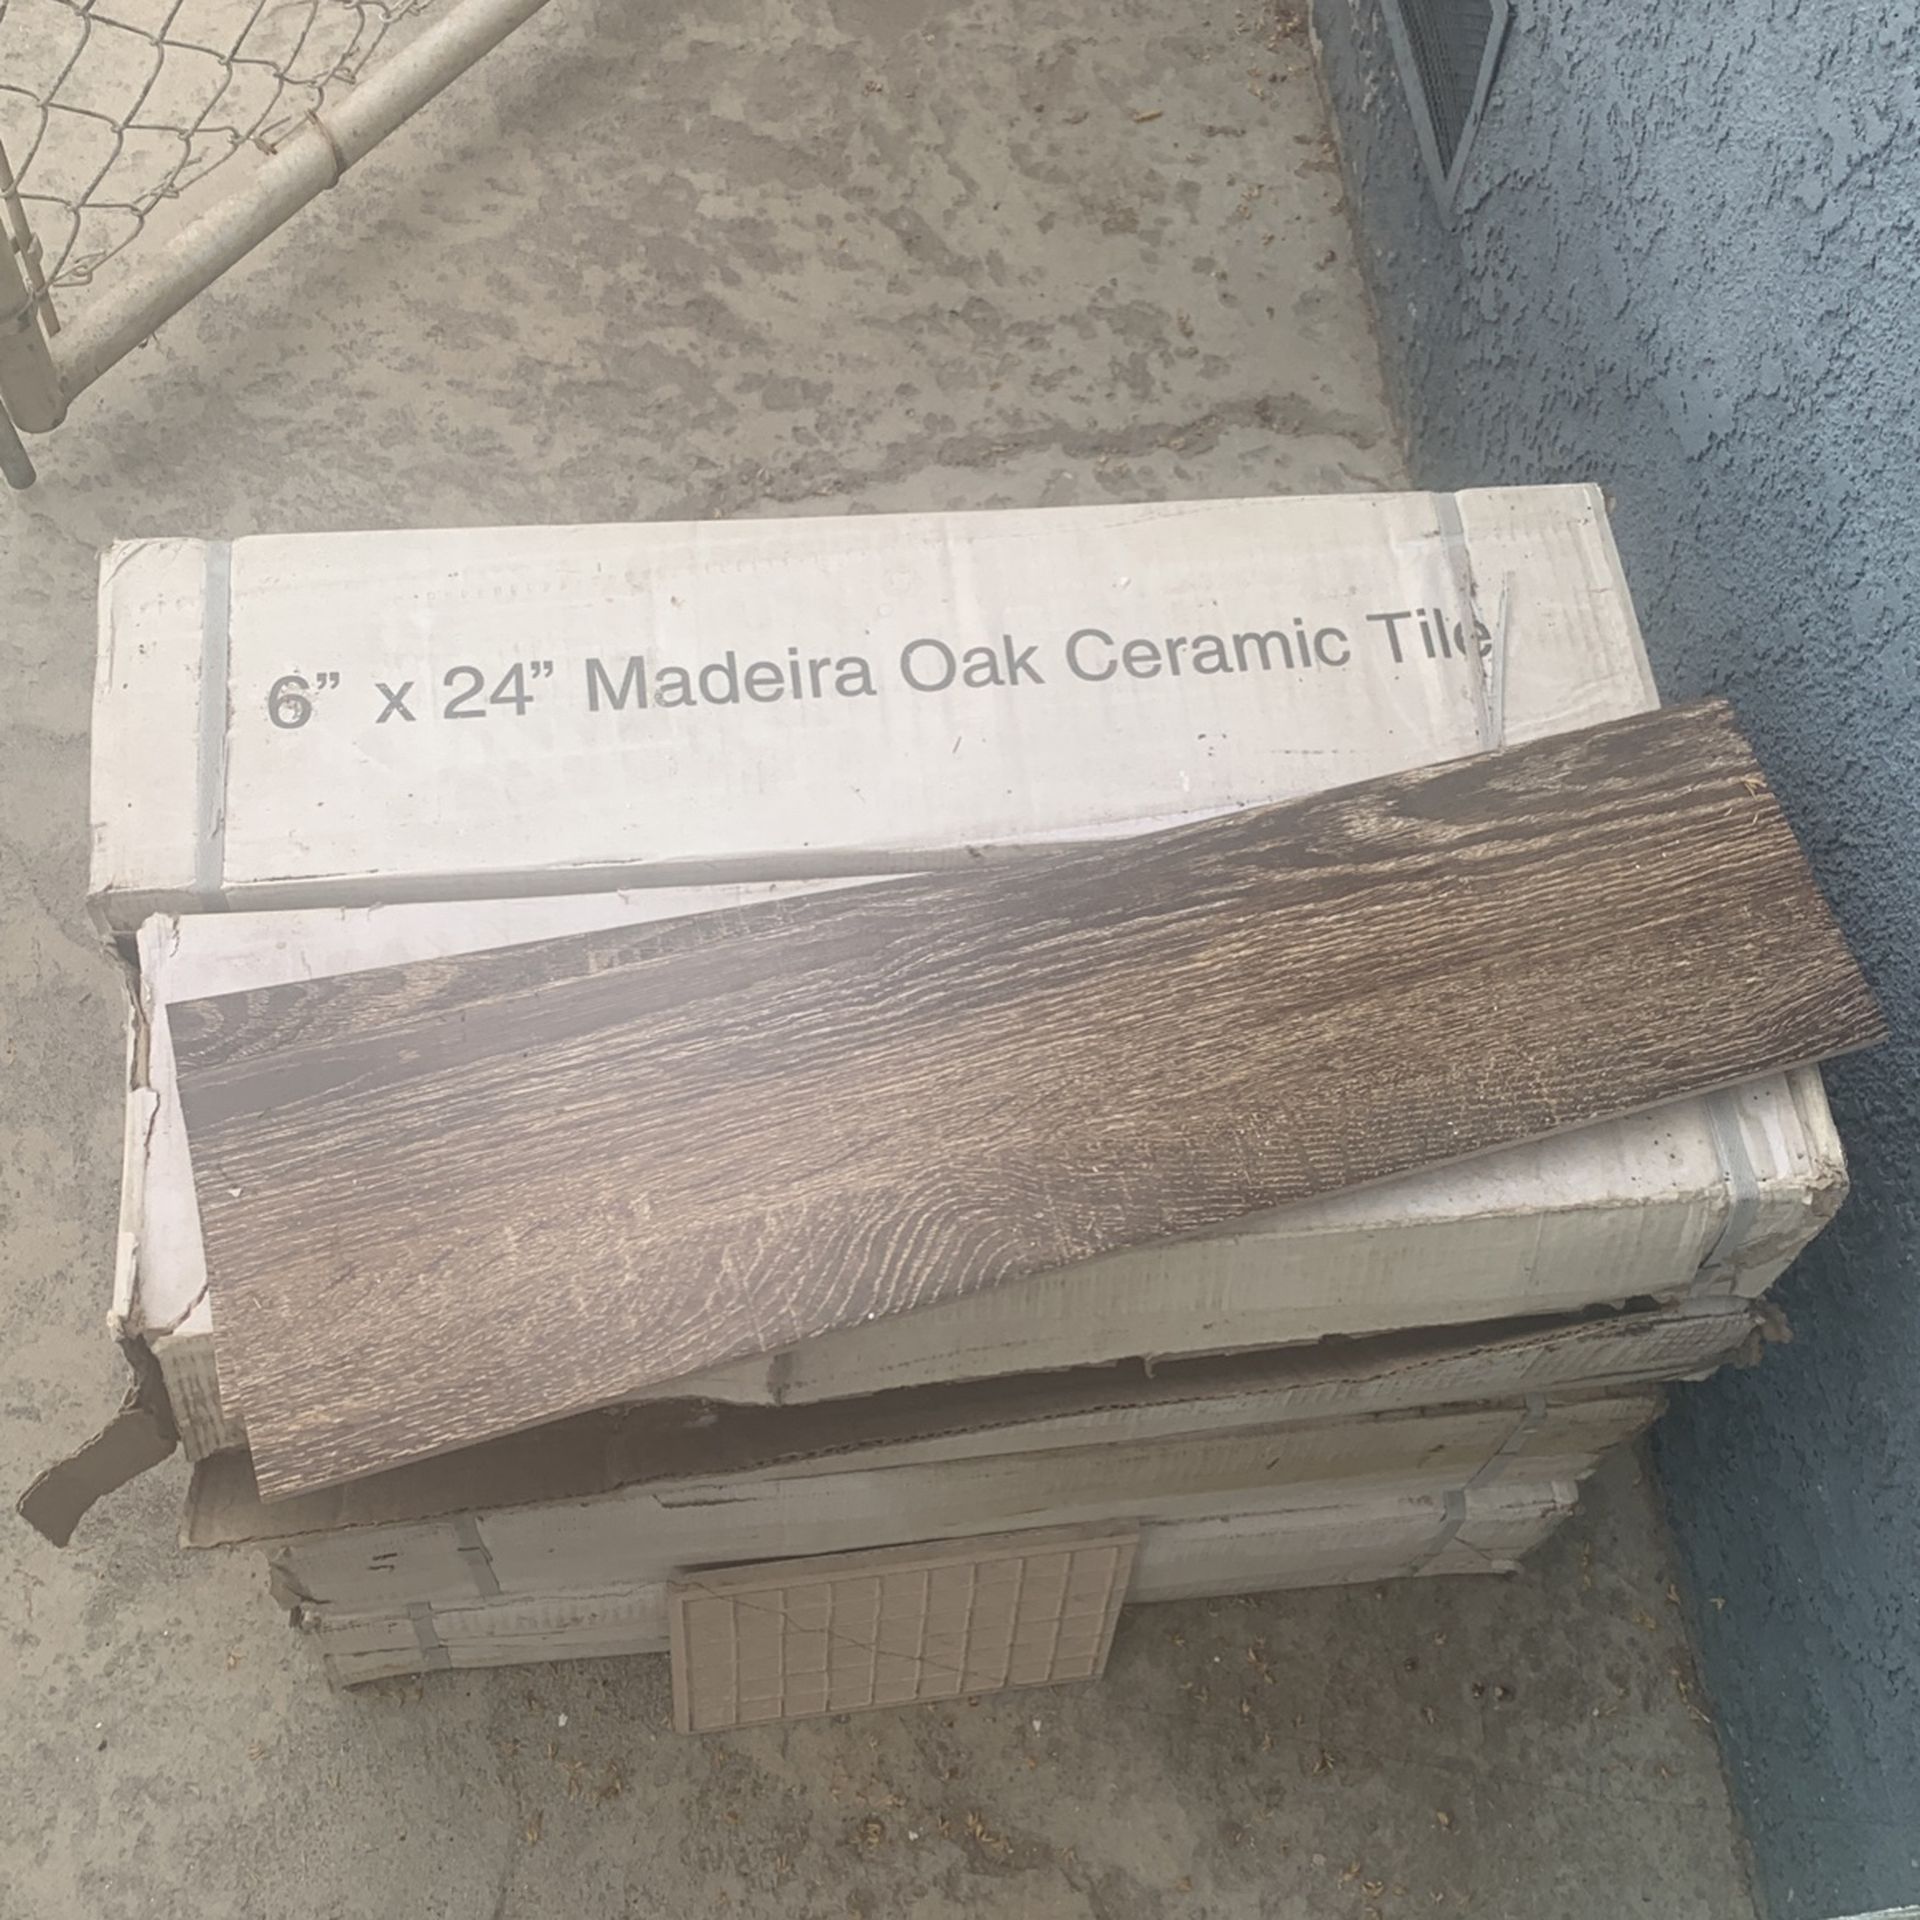 6” x 24” Madeira Oak Ceramic Tile